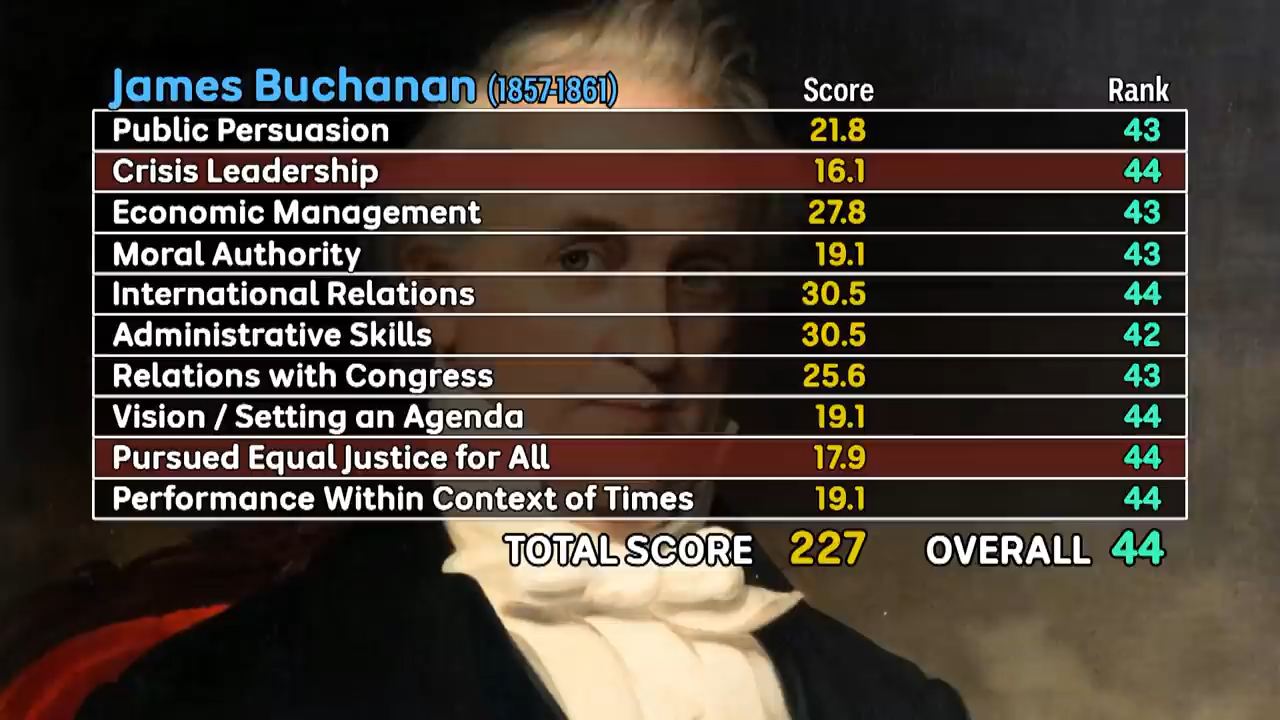 James Buchanan (1857-1861) Score Rank
Public Persuasion 21.8 43
Crisis Leadership 16.1 44
Economic Management 27.8 43
Moral Authority 19.1 43
International Relations 30.5 44
Administrative Skills 30.5 42
Relations with Congress 25.6 43
Vision / Setting an Agenda 19.1 44
Pursued Equal Justice for All 17.9 44
Performance Within Context of Times 19.1 44
TOTAL SCORE 227 OVERALL 44